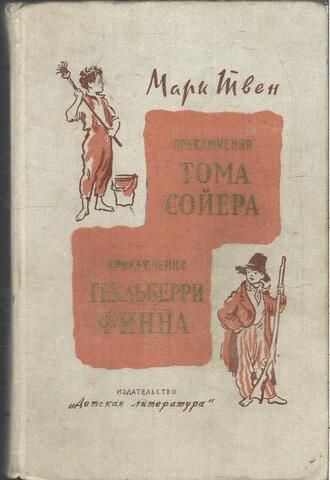 Марк Твен
ПРИКЛЮЧЕНИЯ
ТОМА
СОЙЕРА
ПРИКЛЮЧЕНИЯ
ГЕКЛЬБЕРРИ
ФИННА
ИЗДАТЕЛЬСТВО
„Детская литература"